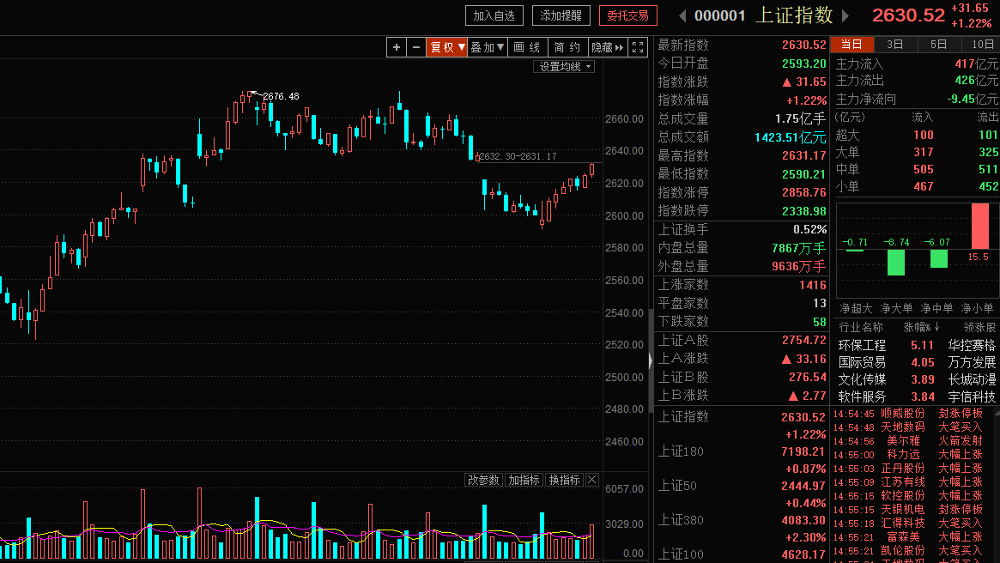 加入自选 添加提醒 委托交易 000001 上证指数 2630.52 +31.65 +1.22%
+ − 复权▼ 叠加▼ 画线 简约 隐藏
设置均线
2676.48
2632.30-2631.17
2660.00
2640.00
2620.00
2600.00
2580.00
2560.00
2540.00
2520.00
2500.00
2480.00
2460.00
改参数 加指标 换指标
6057.00
3029.00
0.00
最新指数 2630.52
今日开盘 2593.20
指数涨跌 ▲ 31.65
指数涨幅 +1.22%
总成交量 1.75亿手
总成交额 1423.51亿元
最高指数 2631.17
最低指数 2590.21
指数涨停 2858.76
指数跌停 2338.98
上证换手 0.52%
内盘总量 7867万手
外盘总量 9636万手
上涨家数 1416
平盘家数 13
下跌家数 58
上证A股 2754.72
上A涨跌 ▲ 33.16
上证B股 276.54
上B涨跌 ▲ 2.77
上证指数 2630.52
+1.22%
上证180 7198.21
+0.87%
上证50 2444.97
+0.44%
上证380 4083.30
+2.30%
上证100 4628.17
当日 3日 5日 10日
主力流入 417亿元
主力流出 426亿元
主力净流向 -9.45亿元
(亿元) 流入 流出
超大 100 101
大单 317 325
中单 505 511
小单 467 452
-0.71 -8.74 -6.07 15.5
净超大 净大单 净中单 净小单
行业名称 涨幅%↓ 领涨股
环保工程 5.11 华控赛格
国际贸易 4.05 万方发展
文化传媒 3.89 长城动漫
软件服务 3.84 宇信科技
14:54:45 顺威股份 封涨停板
14:54:48 天地数码 大笔买入
14:54:56 美尔雅 火箭发射
14:55:00 科力远 大幅上涨
14:55:03 正丹股份 大幅上涨
14:55:09 江苏有线 大幅上涨
14:55:15 软控股份 大幅上涨
14:55:15 天银机电 封涨停板
14:55:18 汇得科技 大笔买入
14:55:21 富森美 大幅上涨
14:55:21 凯伦股份 大笔买入